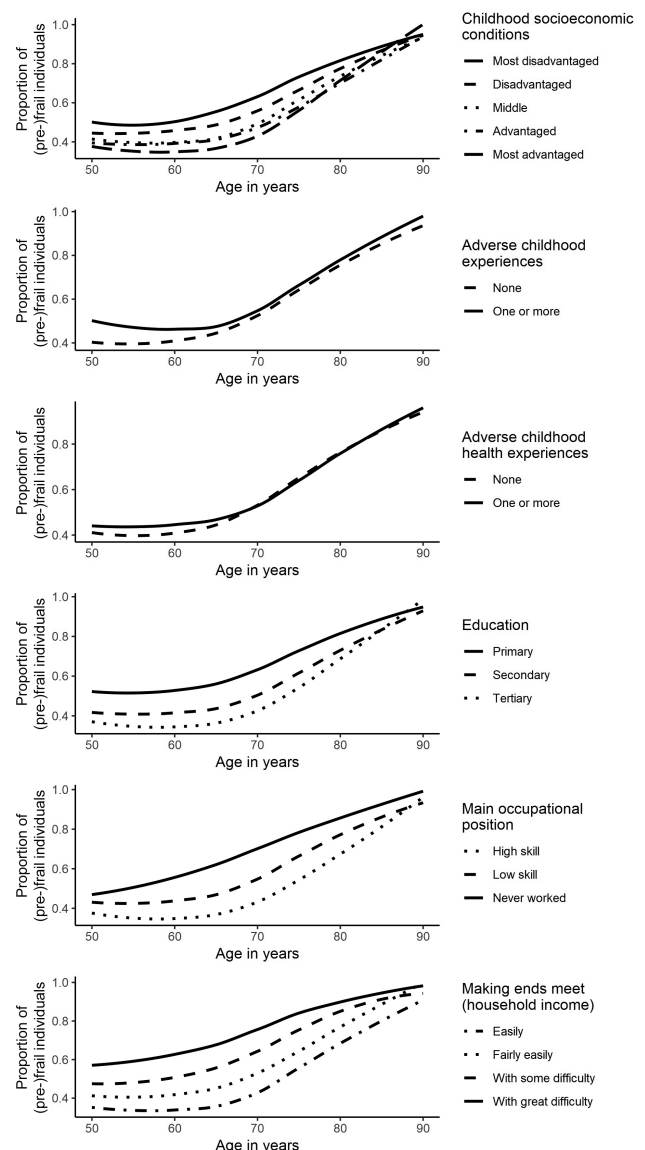 Childhood socioeconomic
conditions
Most disadvantaged
Disadvantaged
Middle
Advantaged
Most advantaged
Proportion of
(pre-)frail individuals
1.0
0.8
0.6
0.4
50 60 70 80 90
Age in years
Adverse childhood
experiences
None
One or more
Proportion of
(pre-)frail individuals
1.0
0.8
0.6
0.4
50 60 70 80 90
Age in years
Adverse childhood
health experiences
None
One or more
Proportion of
(pre-)frail individuals
0.8
0.6
0.4
50 60 70 80 90
Age in years
Education
Primary
Secondary
Tertiary
Proportion of
(pre-)frail individuals
1.0
0.8
0.6
0.4
50 60 70 80 90
Age in years
Main occupational
position
High skill
Low skill
Never worked
Proportion of
(pre-)frail individuals
1.0
0.8
0.6
0.4
50 60 70 80 90
Age in years
Making ends meet
(household income)
Easily
Fairly easily
With some difficulty
With great difficulty
Proportion of
(pre-)frail individuals
1.0
0.8
0.6
0.4
50 60 70 80 90
Age in years